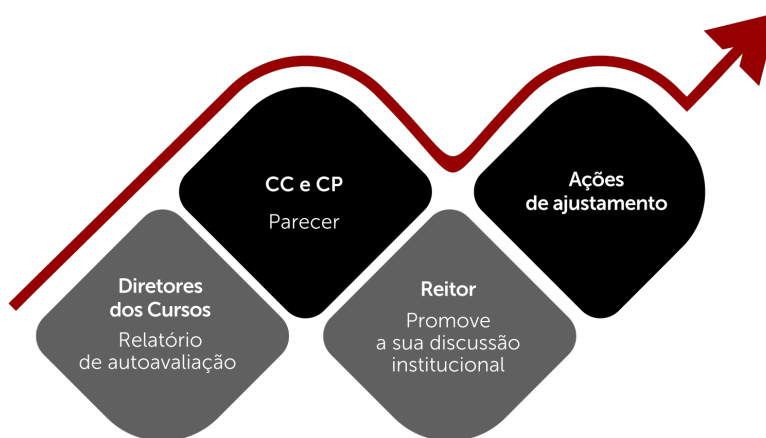 Diretores
dos Cursos
Relatório
de autoavaliação
CC e CP
Parecer
Reitor
Promove
a sua discussão
institucional
Ações
de ajustamento